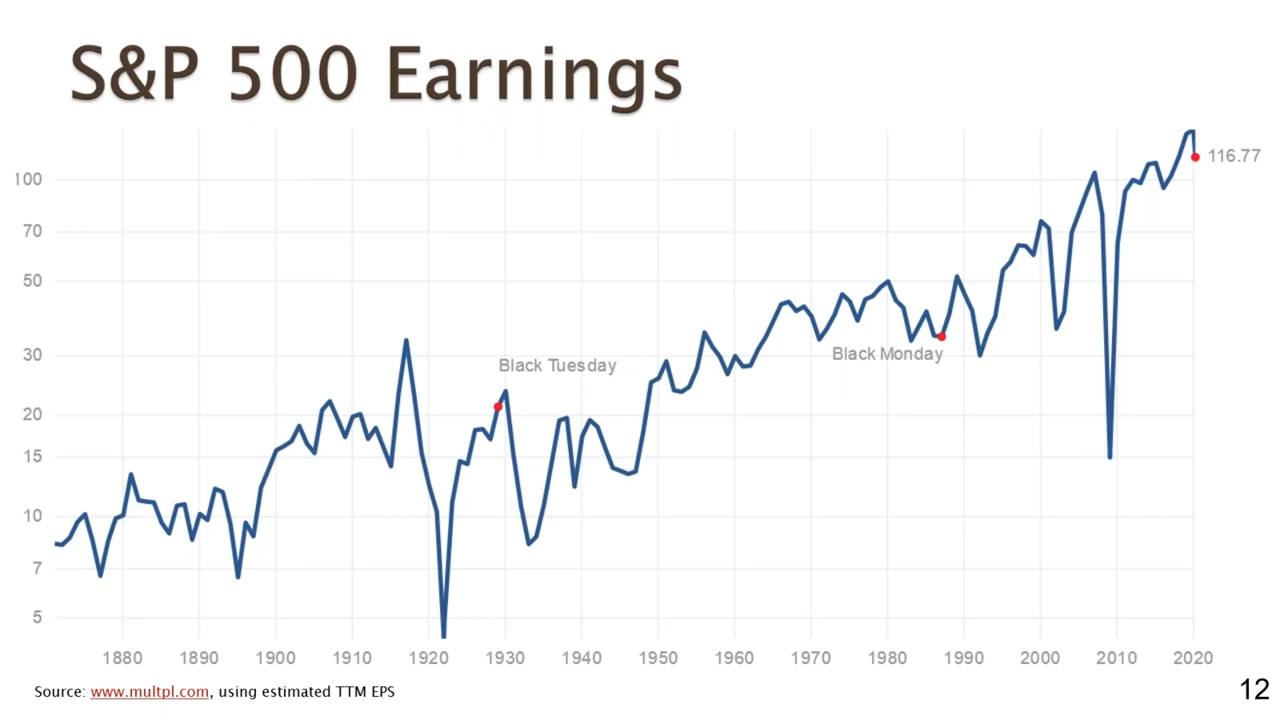 S&P 500 Earnings
116.77
100
70
50
30
Black Tuesday
Black Monday
20
15
10
7
5
1880 1890 1900 1910 1920 1930 1940 1950 1960 1970 1980 1990 2000 2010 2020
Source: www.multpl.com, using estimated TTM EPS
12